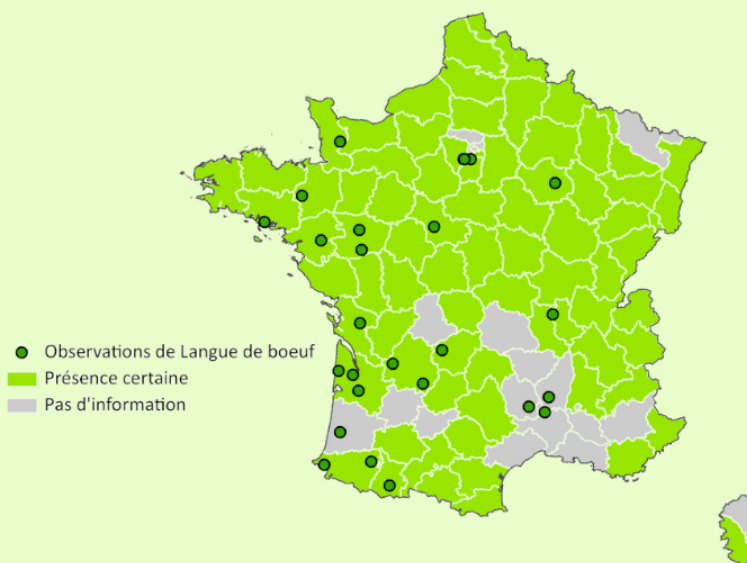 Observations de Langue de boeuf
Présence certaine
Pas d'information